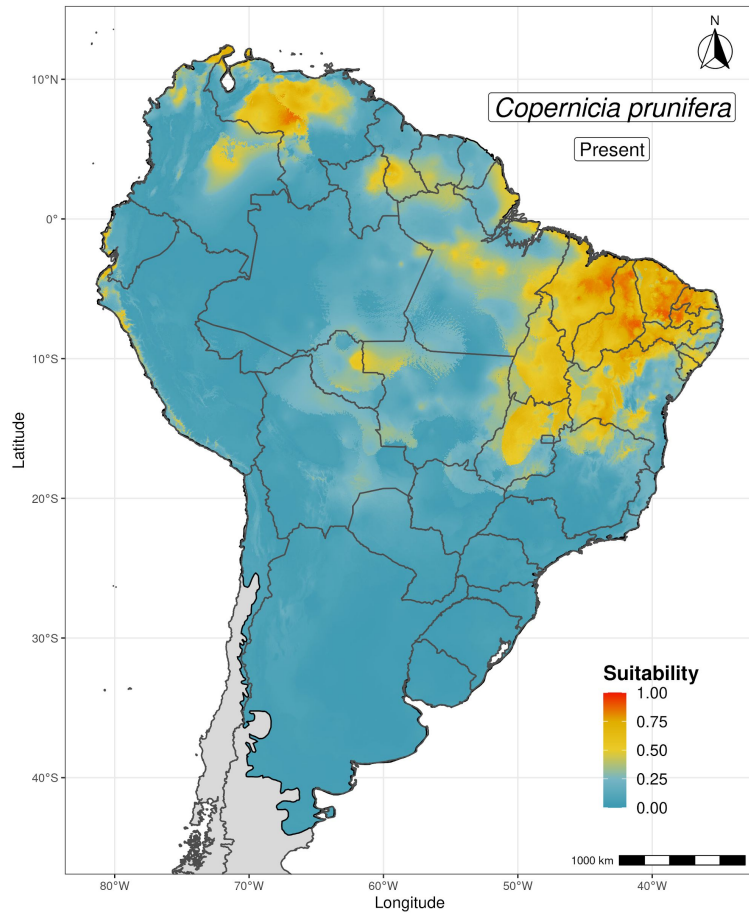 N
Copernicia prunifera
Present
10°N
0°
10°S
20°S
30°S
40°S
Latitude
Suitability
1.00
0.75
0.50
0.25
0.00
1000 km
80°W
70°W
60°W
50°W
40°W
Longitude